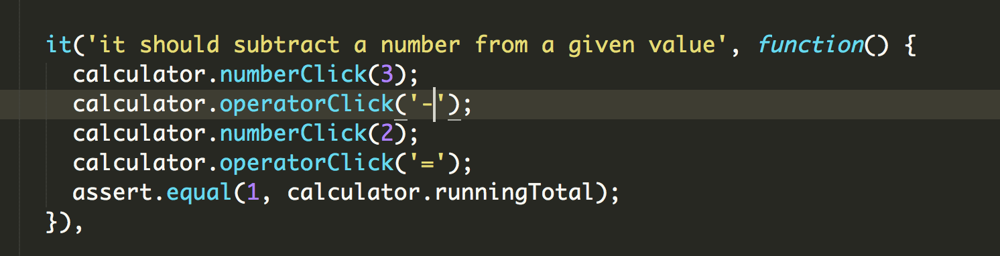 it('it should subtract a number from a given value', function() {
calculator.numberClick(3);
calculator.operatorClick('-');
calculator.numberClick(2);
calculator.operatorClick('=');
assert.equal(1, calculator.runningTotal);
}),